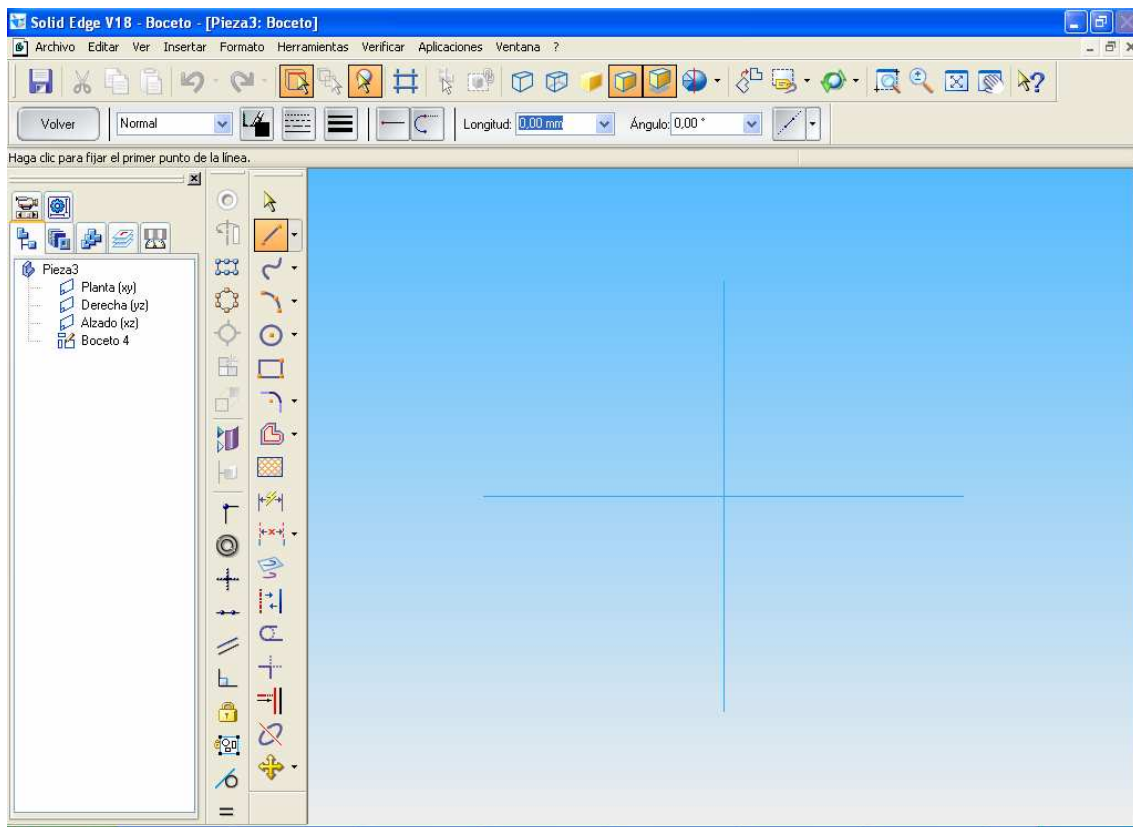 Solid Edge V18 - Boceto - [Pieza3: Boceto]
Archivo Editar Ver Insertar Formato Herramientas Verificar Aplicaciones Ventana ?
Volver Normal Longitud: 0,00 mm Ángulo: 0,00 °
Haga clic para fijar el primer punto de la línea.
Pieza3
Planta (xy)
Derecha (yz)
Alzado (xz)
Boceto 4